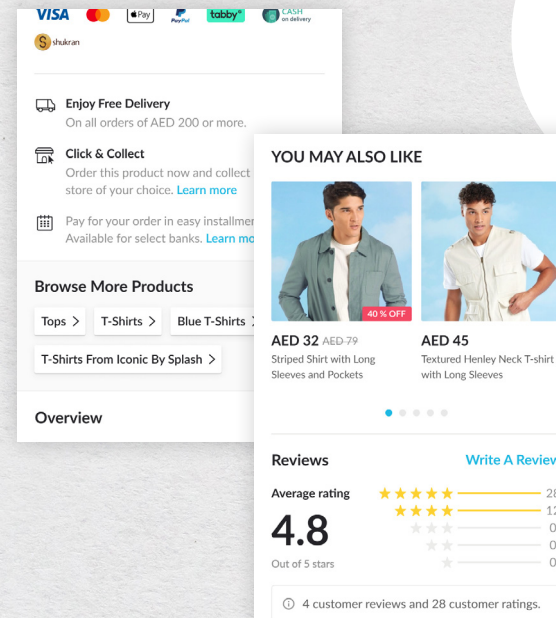 VISA
Pay
PayPal
tabby
CASH
on delivery
S shukran
Enjoy Free Delivery
On all orders of AED 200 or more.
Click & Collect
Order this product now and collect
store of your choice. Learn more
Pay for your order in easy
Available for select banks. Learn
Browse More Products
Tops >
T-Shirts >
Blue T-Shirts
T-Shirts From Iconic By Splash >
Overview
YOU MAY ALSO LIKE
40 % OFF
AED 32 AED 79
Striped Shirt with Long
Sleeves and Pockets
AED 45
Textured Henley Neck T-shirt
with Long Sleeves
Reviews
Write A Review
Average rating
4.8
Out of 5 stars
28
12
0
0
0
4 customer reviews and 28 customer ratings.